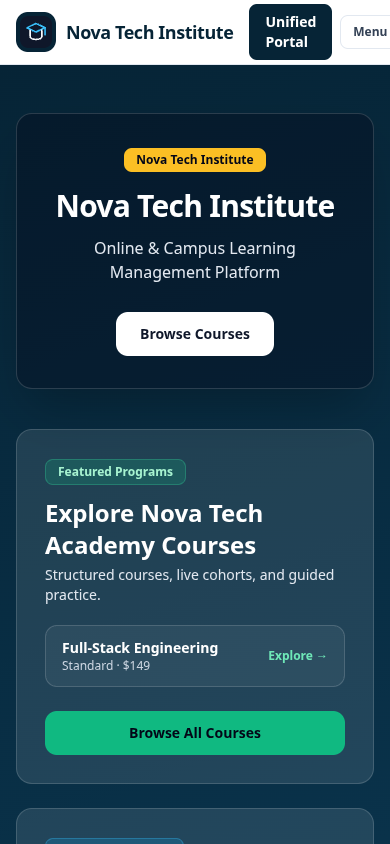 Nova Tech Institute
Unified
Portal
Menu
Nova Tech Institute
Nova Tech Institute
Online & Campus Learning
Management Platform
Browse Courses
Featured Programs
Explore Nova Tech
Academy Courses
Structured courses, live cohorts, and guided
practice.
Full-Stack Engineering
Standard · $149
Explore →
Browse All Courses